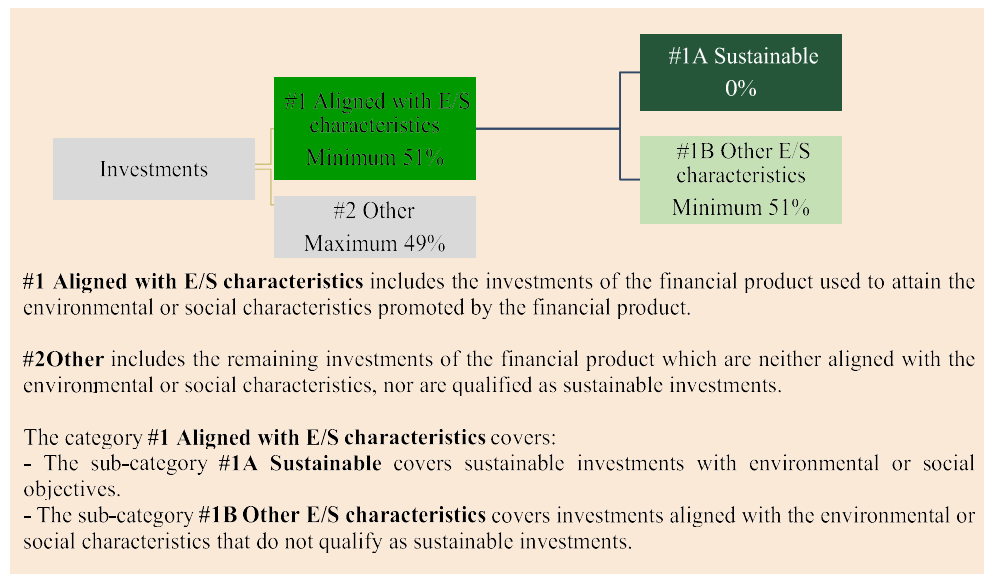 #1A Sustainable
0%
#1 Aligned with E/S
characteristics
Minimum 51%
Investments
#1B Other E/S
characteristics
Minimum 51%
#2 Other
Maximum 49%
#1 Aligned with E/S characteristics includes the investments of the financial product used to attain the
environmental or social characteristics promoted by the financial product.
#2Other includes the remaining investments of the financial product which are neither aligned with the
environmental or social characteristics, nor are qualified as sustainable investments.
The category #1 Aligned with E/S characteristics covers:
- The sub-category #1A Sustainable covers sustainable investments with environmental or social
objectives.
- The sub-category #1B Other E/S characteristics covers investments aligned with the environmental or
social characteristics that do not qualify as sustainable investments.